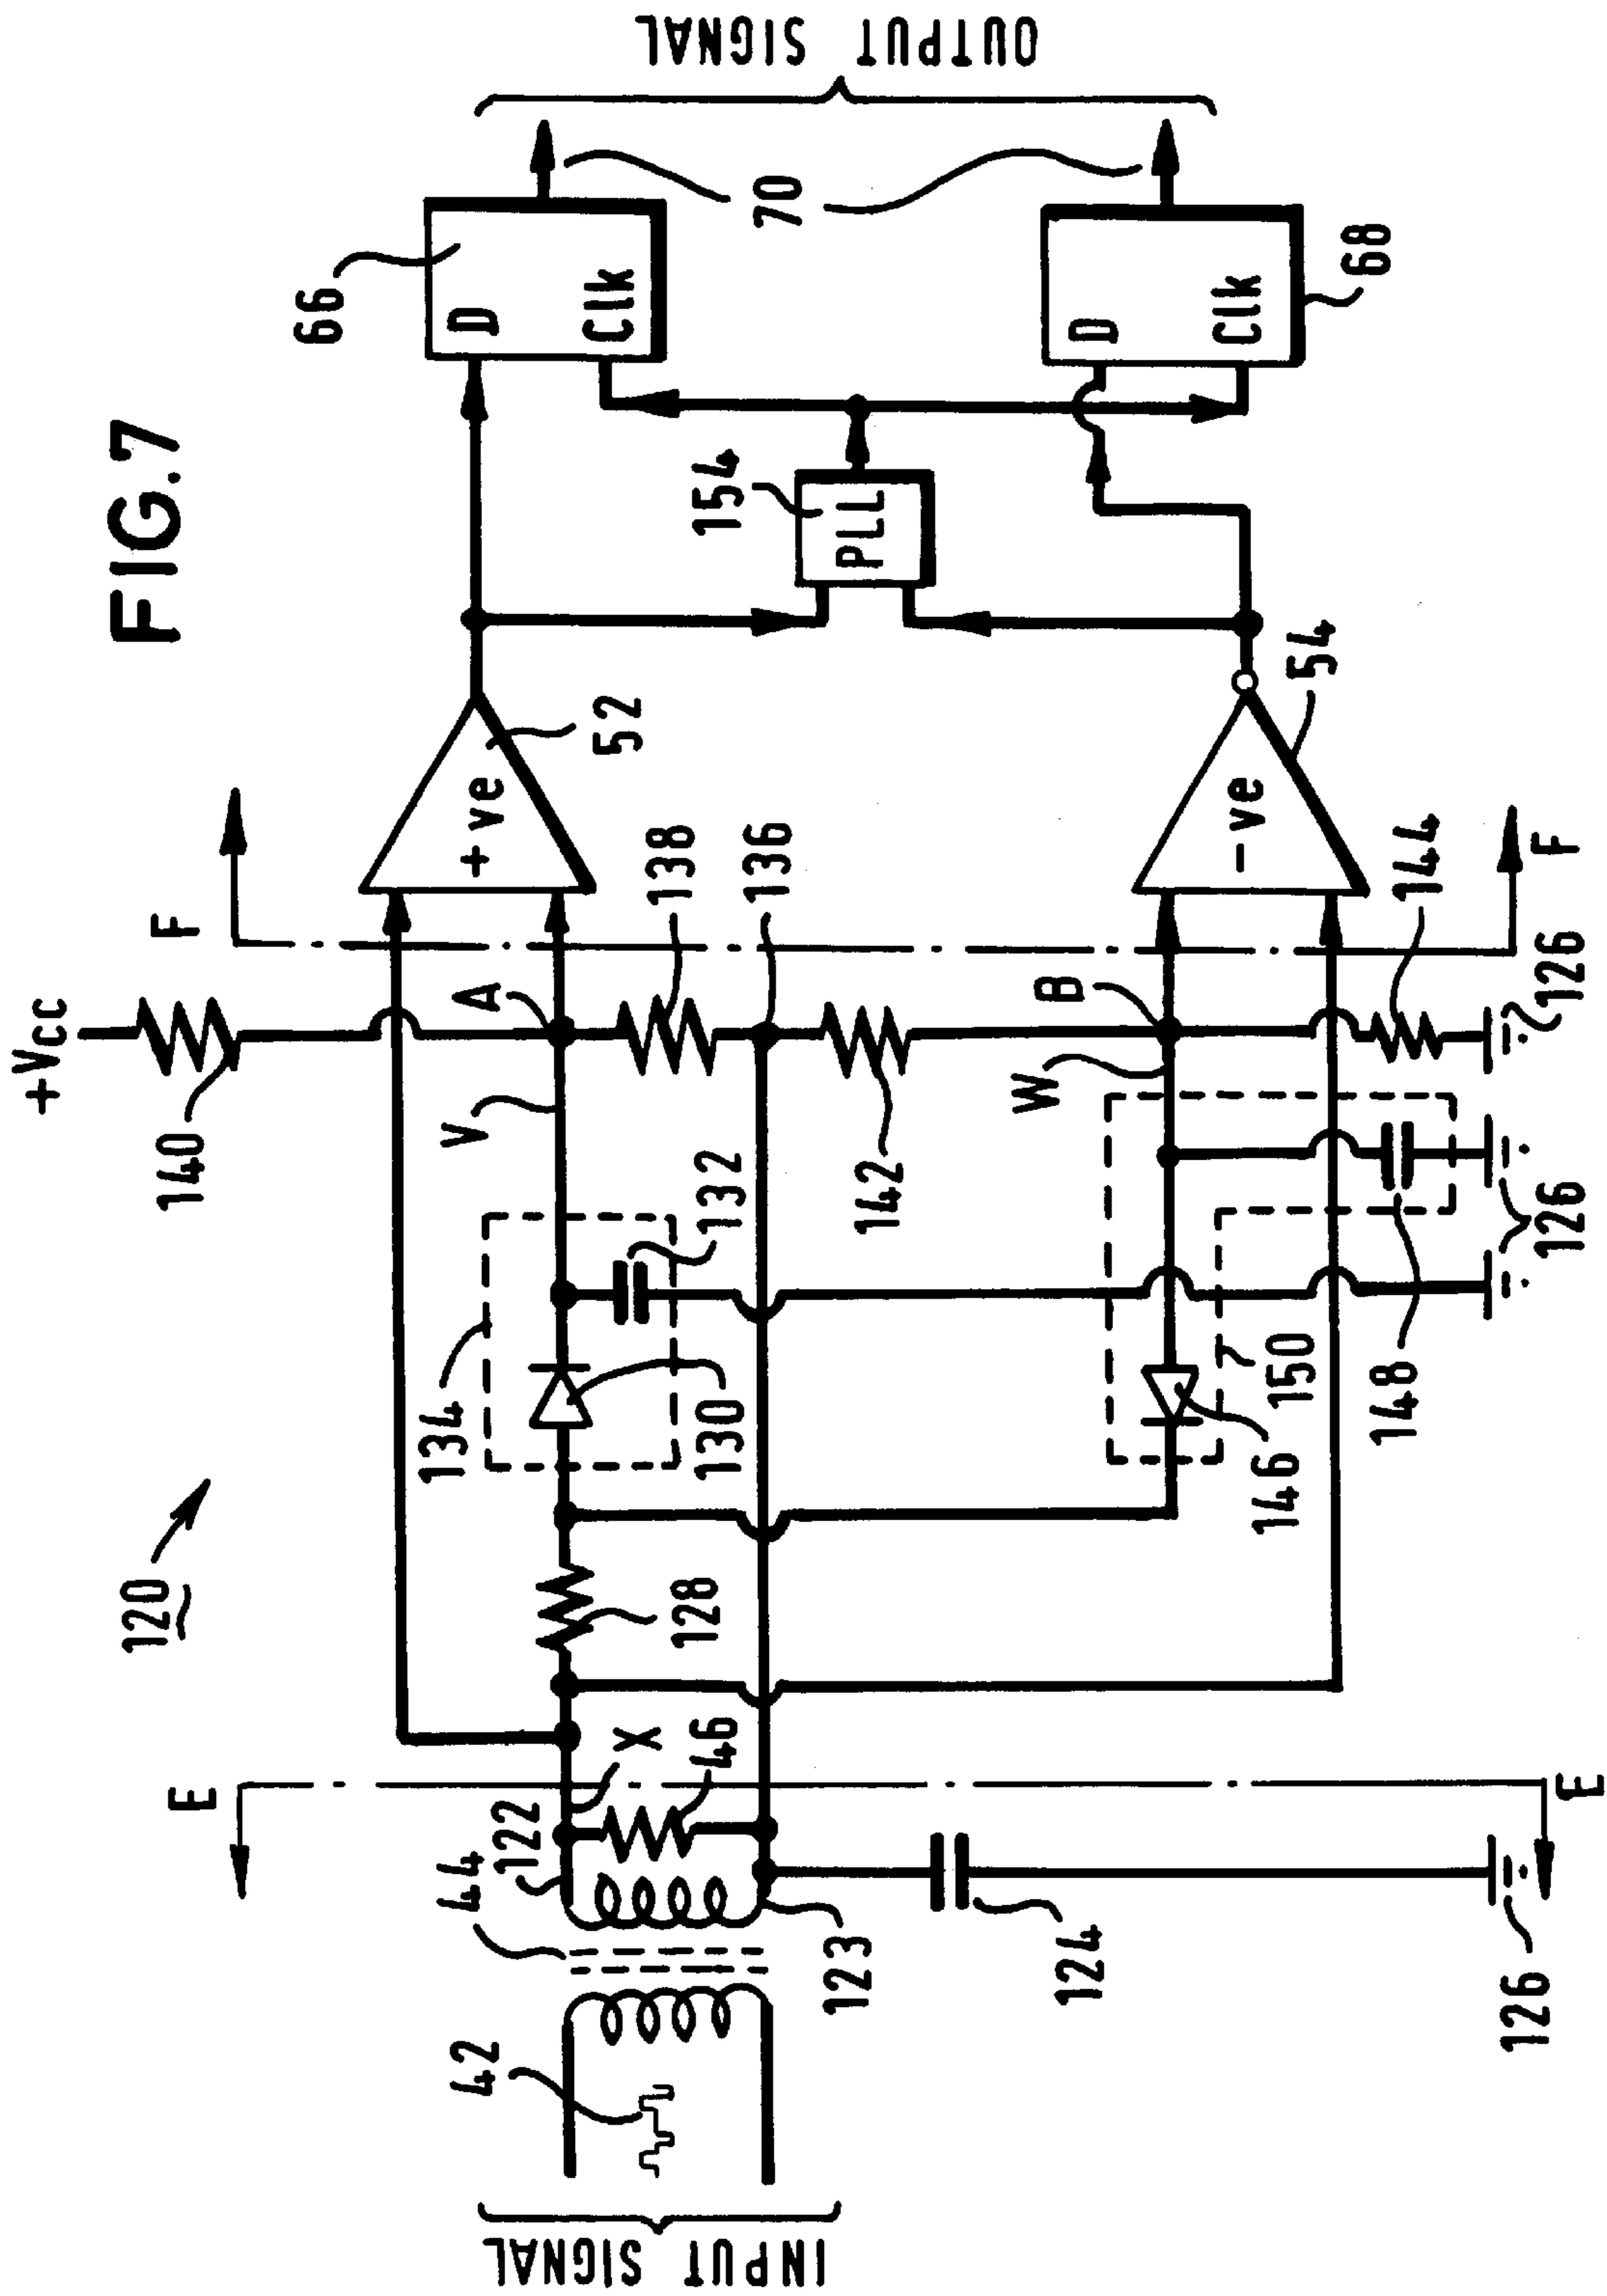 FIG.7
120
+Vcc
140
F
E
INPUT SIGNAL
42
44
122
X
46
123
124
126
128
134
130
132
V
A
138
136
142
W
B
146
150
148
126
126
144
F
E
+ve
52
-ve
54
PLL
154
66
D
Clk
D
Clk
68
70
OUTPUT SIGNAL